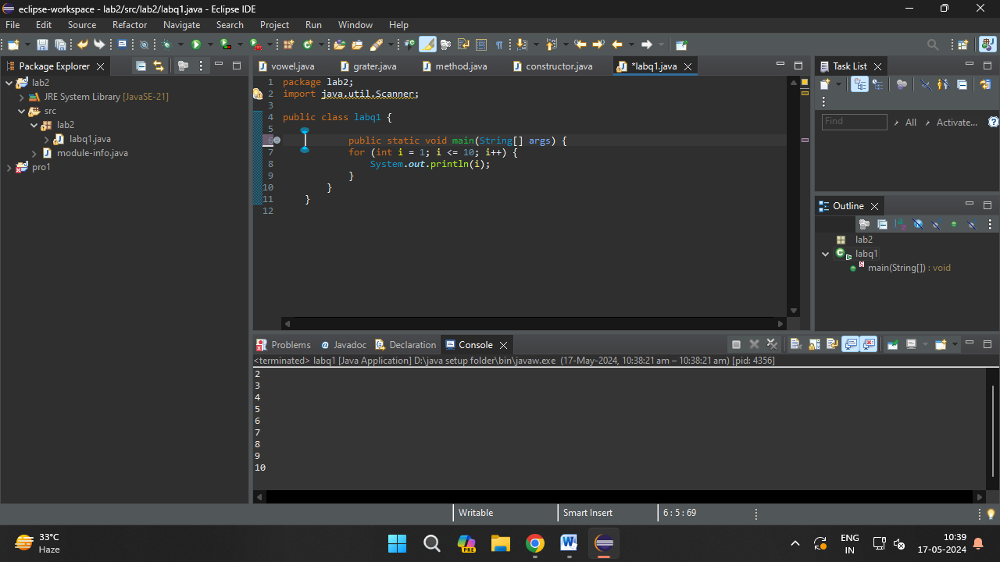 eclipse-workspace - lab2/src/lab2/labq1.java - Eclipse IDE
File Edit Source Refactor Navigate Search Project Run Window Help
Package Explorer
lab2
JRE System Library [JavaSE-21]
src
lab2
labq1.java
module-info.java
pro1
vowel.java grater.java method.java constructor.java *labq1.java
1 package lab2;
2 import java.util.Scanner;
3
4 public class labq1 {
5
6 public static void main(String[] args) {
7 for (int i = 1; i <= 10; i++) {
8 System.out.println(i);
9 }
10 }
11 }
12
Task List
Find All Activate...
Outline
lab2
labq1
main(String[]) : void
Problems Javadoc Declaration Console
<terminated> labq1 [Java Application] D:\java setup folder\bin\javaw.exe (17-May-2024, 10:38:21 am – 10:38:21 am) [pid: 4356]
2
3
4
5
6
7
8
9
10
Writable Smart Insert 6 : 5 : 69
33°C
Haze
PRE
ENG
IN
10:39
17-05-2024